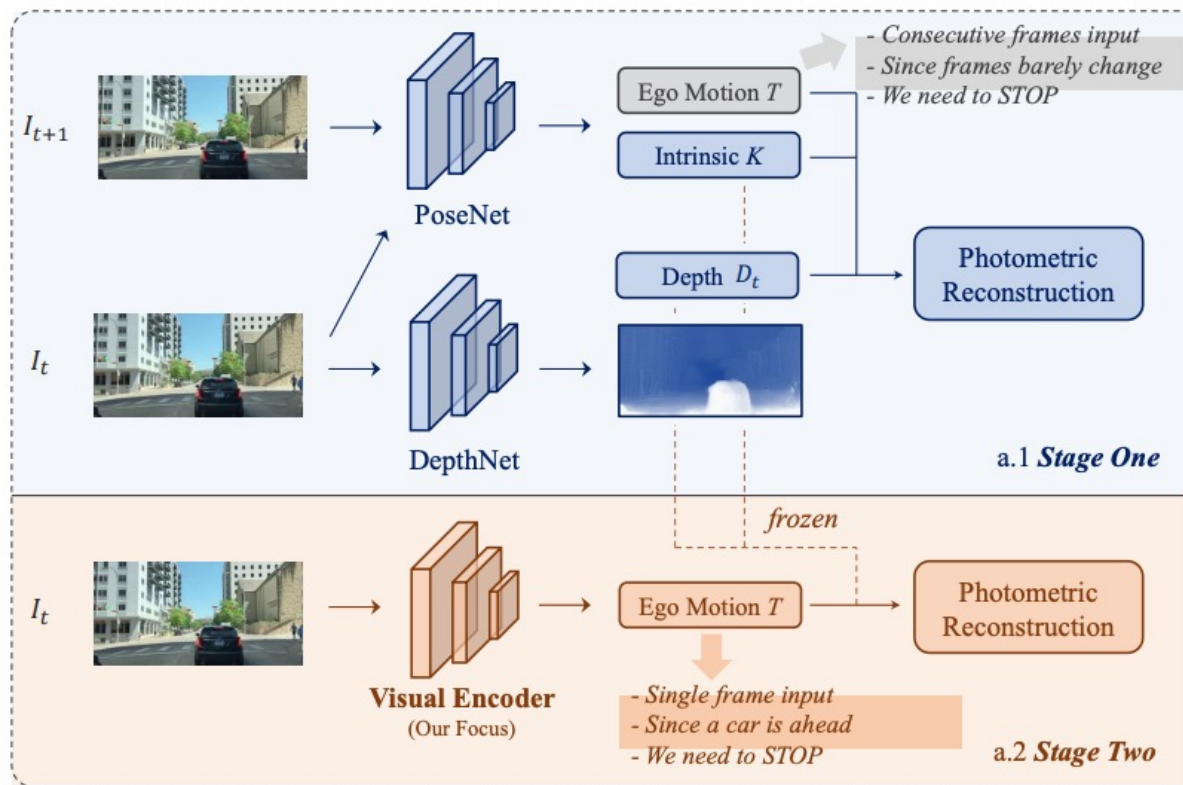 - Consecutive frames input
- Since frames barely change
- We need to STOP
I_{t+1}
Ego Motion T
Intrinsic K
PoseNet
Depth D_t
Photometric
Reconstruction
I_t
DepthNet
a.1 Stage One
frozen
I_t
Ego Motion T
Photometric
Reconstruction
Visual Encoder
(Our Focus)
- Single frame input
- Since a car is ahead
- We need to STOP
a.2 Stage Two